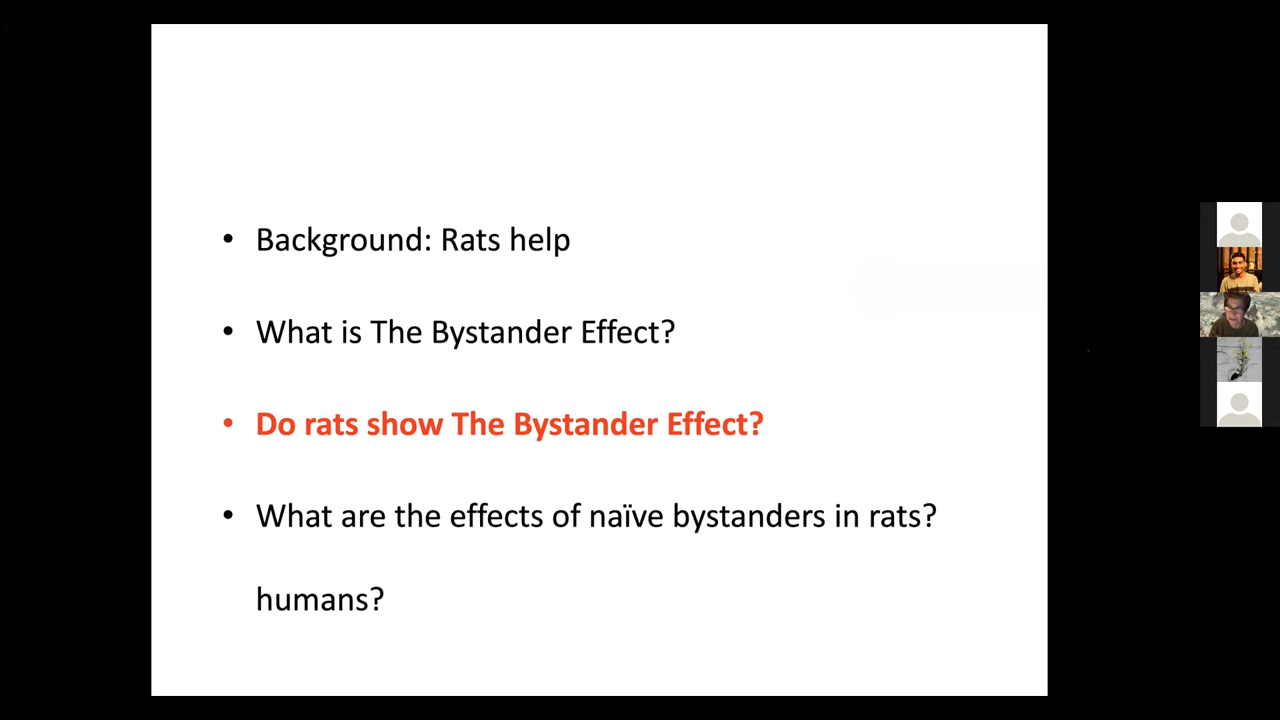 • Background: Rats help
• What is The Bystander Effect?
• Do rats show The Bystander Effect?
• What are the effects of naïve bystanders in rats?
humans?